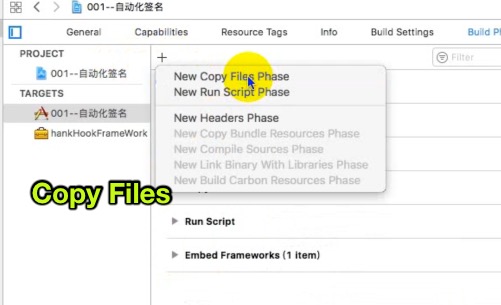 001--自动化签名
General Capabilities Resource Tags Info Build Settings Build Ph
PROJECT
001--自动化签名
TARGETS
001--自动化签名
hankHookFrameWork
Filter
New Copy Files Phase
New Run Script Phase
New Headers Phase
New Copy Bundle Resources Phase
New Compile Sources Phase
New Link Binary With Libraries Phase
New Build Carbon Resources Phase
Copy Files
Run Script
Embed Frameworks (1 item)